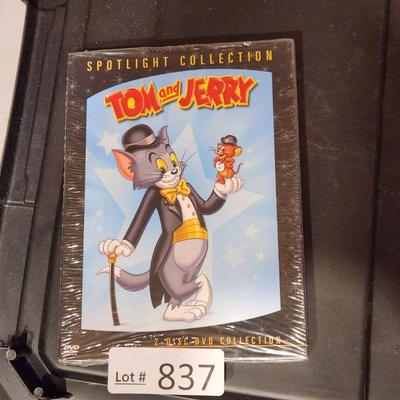 SPOTLIGHT COLLECTION
TOM and JERRY
2-DISC DVD COLLECTION
DVD
Lot # 837